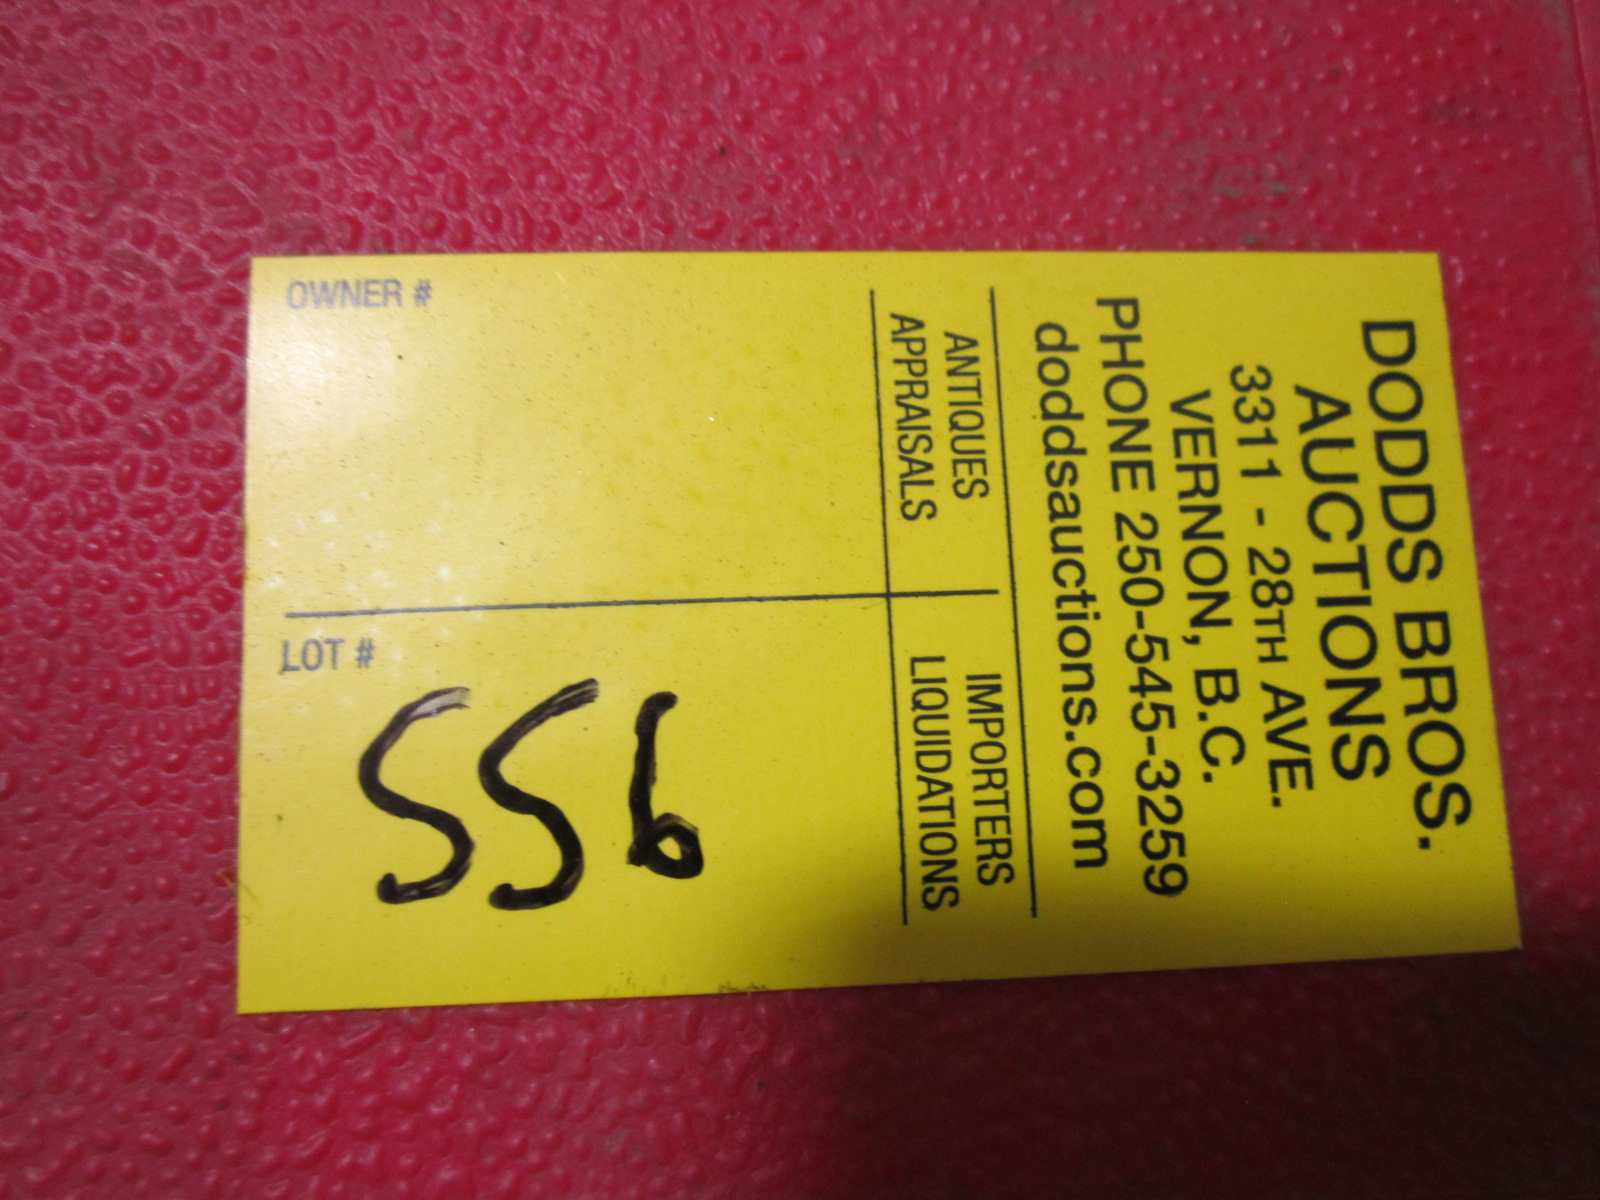 DODDS BROS.
AUCTIONS
3311 - 28TH AVE.
VERNON, B.C.
PHONE 250-545-3259
doddsauctions.com
ANTIQUES
APPRAISALS
IMPORTERS
LIQUIDATIONS
OWNER #
LOT #
556